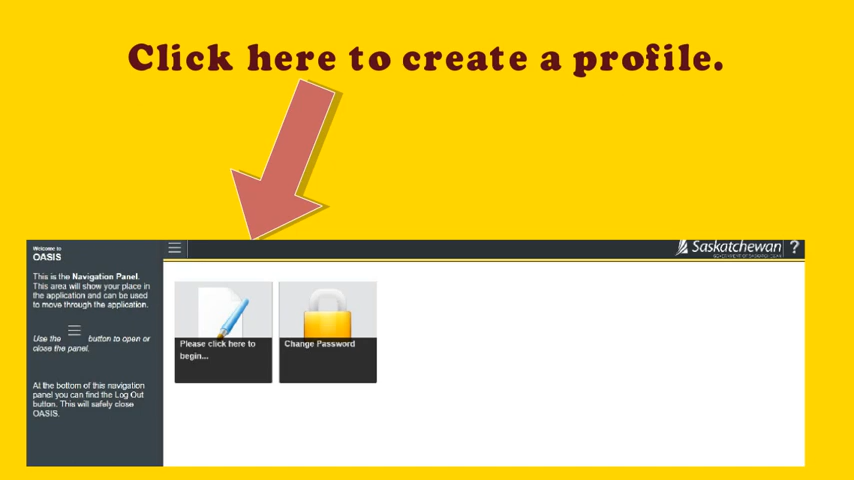 Click here to create a profile.
Welcome to
OASIS
This is the Navigation Panel.
This area will show your place in
the application and can be used
to move through the application.
Use the button to open or
close the panel.
At the bottom of this navigation
panel you can find the Log Out
button. This will safely close
OASIS.
Saskatchewan ?
Please click here to
begin...
Change Password